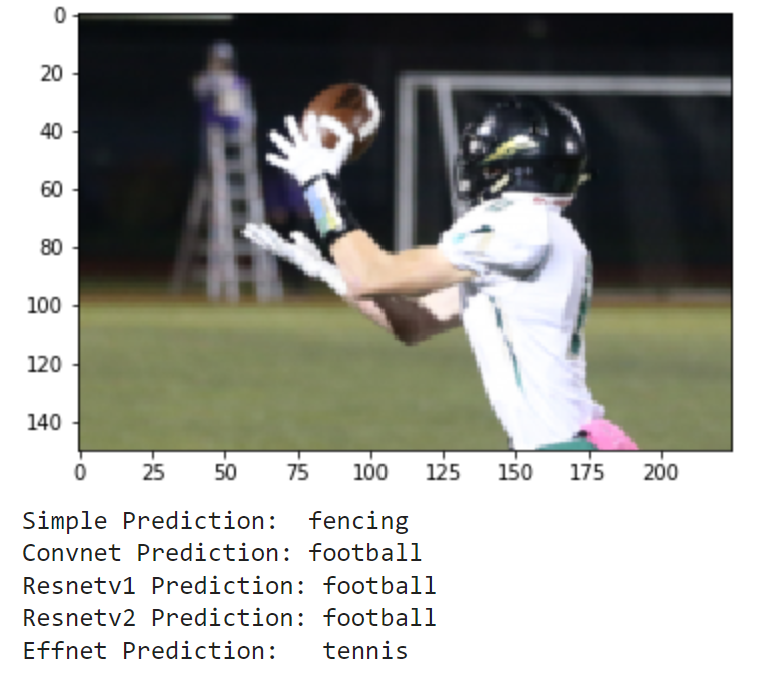 0
20
40
60
80
100
120
140
0 25 50 75 100 125 150 175 200
Simple Prediction:  fencing
Convnet Prediction: football
Resnetv1 Prediction: football
Resnetv2 Prediction: football
Effnet Prediction:   tennis